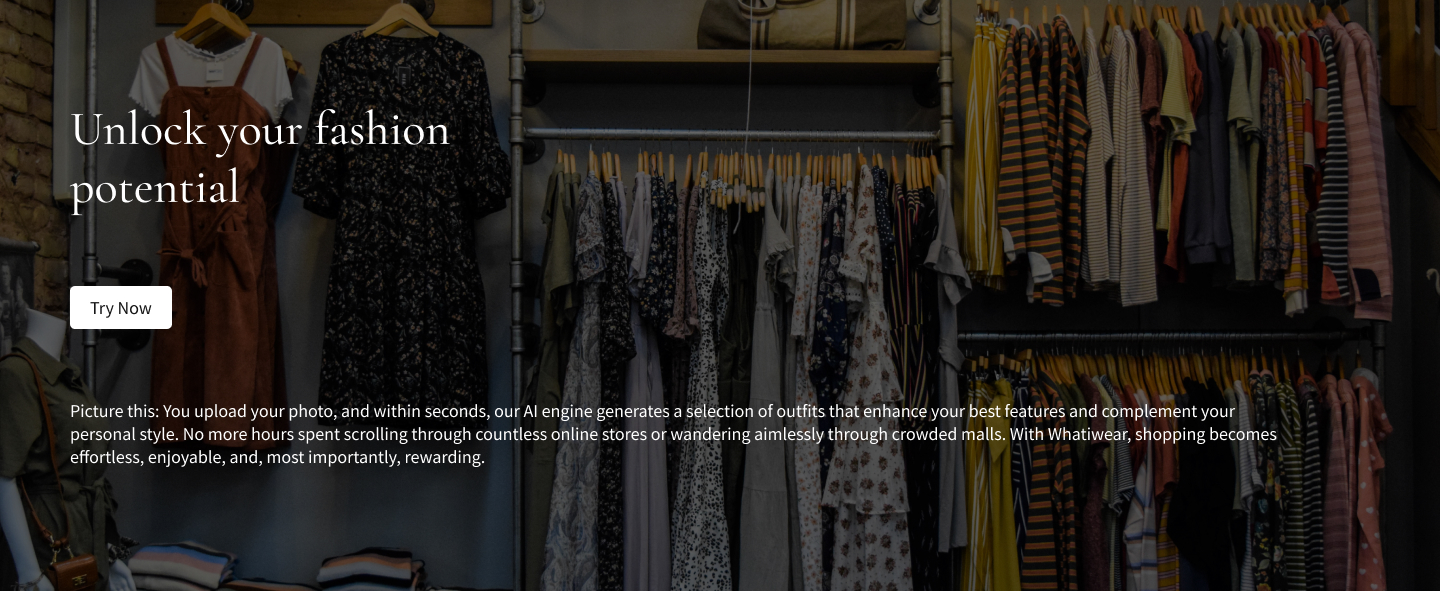 Unlock your fashion
potential
Try Now
Picture this: You upload your photo, and within seconds, our AI engine generates a selection of outfits that enhance your best features and complement your
personal style. No more hours spent scrolling through countless online stores or wandering aimlessly through crowded malls. With Whatiwear, shopping becomes
effortless, enjoyable, and, most importantly, rewarding.